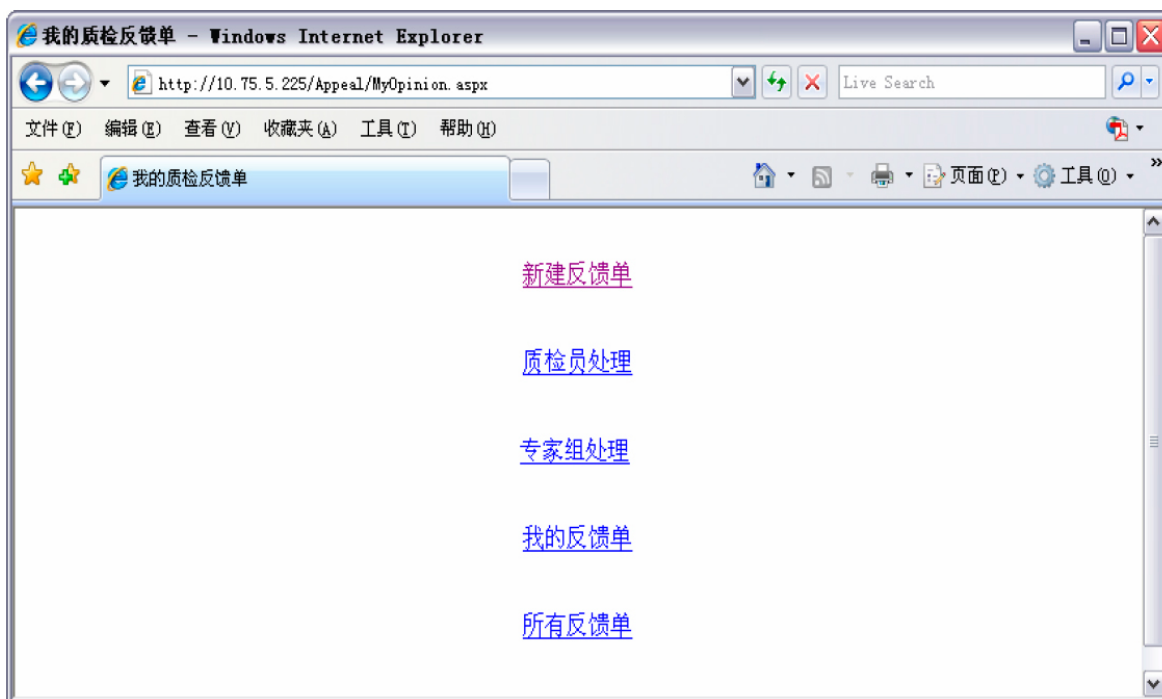 我的质检反馈单 - Windows Internet Explorer
http://10.75.5.225/Appeal/MyOpinion.aspx Live Search
文件(F) 编辑(E) 查看(V) 收藏夹(A) 工具(T) 帮助(H)
我的质检反馈单 页面(P) 工具(O) »
新建反馈单
质检员处理
专家组处理
我的反馈单
所有反馈单